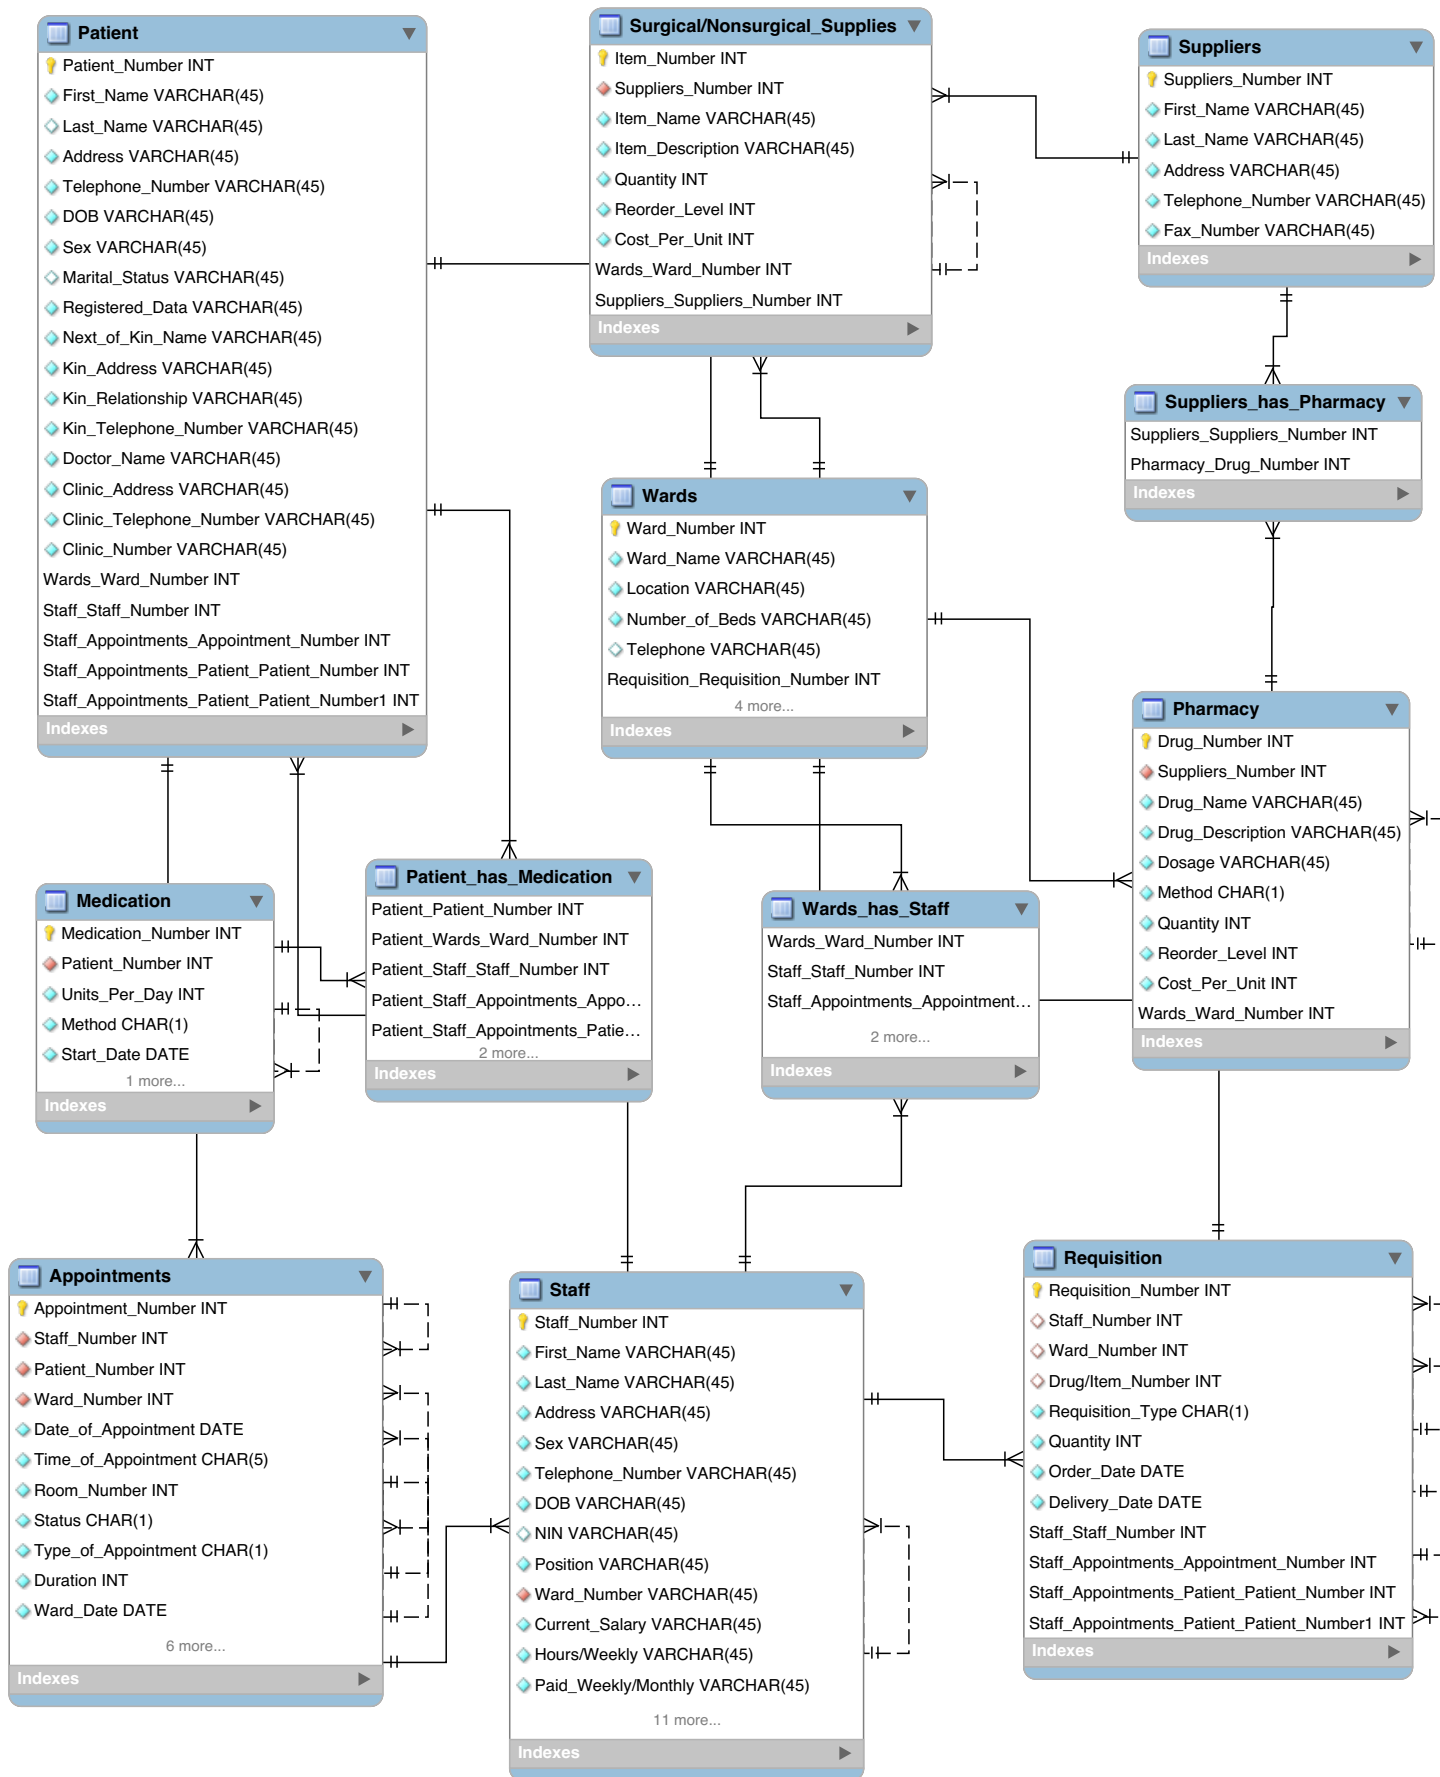 Patient
Patient_Number INT
First_Name VARCHAR(45)
Last_Name VARCHAR(45)
Address VARCHAR(45)
Telephone_Number VARCHAR(45)
DOB VARCHAR(45)
Sex VARCHAR(45)
Marital_Status VARCHAR(45)
Registered_Data VARCHAR(45)
Next_of_Kin_Name VARCHAR(45)
Kin_Address VARCHAR(45)
Kin_Relationship VARCHAR(45)
Kin_Telephone_Number VARCHAR(45)
Doctor_Name VARCHAR(45)
Clinic_Address VARCHAR(45)
Clinic_Telephone_Number VARCHAR(45)
Clinic_Number VARCHAR(45)
Wards_Ward_Number INT
Staff_Staff_Number INT
Staff_Appointments_Appointment_Number INT
Staff_Appointments_Patient_Patient_Number INT
Staff_Appointments_Patient_Patient_Number1 INT
Indexes
Surgical/Nonsurgical_Supplies
Item_Number INT
Suppliers_Number INT
Item_Name VARCHAR(45)
Item_Description VARCHAR(45)
Quantity INT
Reorder_Level INT
Cost_Per_Unit INT
Wards_Ward_Number INT
Suppliers_Suppliers_Number INT
Indexes
Suppliers
Suppliers_Number INT
First_Name VARCHAR(45)
Last_Name VARCHAR(45)
Address VARCHAR(45)
Telephone_Number VARCHAR(45)
Fax_Number VARCHAR(45)
Indexes
Suppliers_has_Pharmacy
Suppliers_Suppliers_Number INT
Pharmacy_Drug_Number INT
Indexes
Wards
Ward_Number INT
Ward_Name VARCHAR(45)
Location VARCHAR(45)
Number_of_Beds VARCHAR(45)
Telephone VARCHAR(45)
Requisition_Requisition_Number INT
4 more...
Indexes
Pharmacy
Drug_Number INT
Suppliers_Number INT
Drug_Name VARCHAR(45)
Drug_Description VARCHAR(45)
Dosage VARCHAR(45)
Method CHAR(1)
Quantity INT
Reorder_Level INT
Cost_Per_Unit INT
Wards_Ward_Number INT
Indexes
Medication
Medication_Number INT
Patient_Number INT
Units_Per_Day INT
Method CHAR(1)
Start_Date DATE
1 more...
Indexes
Patient_has_Medication
Patient_Patient_Number INT
Patient_Wards_Ward_Number INT
Patient_Staff_Staff_Number INT
Patient_Staff_Appointments_Appo...
Patient_Staff_Appointments_Patie...
2 more...
Indexes
Wards_has_Staff
Wards_Ward_Number INT
Staff_Staff_Number INT
Staff_Appointments_Appointment...
2 more...
Indexes
Appointments
Appointment_Number INT
Staff_Number INT
Patient_Number INT
Ward_Number INT
Date_of_Appointment DATE
Time_of_Appointment CHAR(5)
Room_Number INT
Status CHAR(1)
Type_of_Appointment CHAR(1)
Duration INT
Ward_Date DATE
6 more...
Indexes
Staff
Staff_Number INT
First_Name VARCHAR(45)
Last_Name VARCHAR(45)
Address VARCHAR(45)
Sex VARCHAR(45)
Telephone_Number VARCHAR(45)
DOB VARCHAR(45)
NIN VARCHAR(45)
Position VARCHAR(45)
Ward_Number VARCHAR(45)
Current_Salary VARCHAR(45)
Hours/Weekly VARCHAR(45)
Paid_Weekly/Monthly VARCHAR(45)
11 more...
Indexes
Requisition
Requisition_Number INT
Staff_Number INT
Ward_Number INT
Drug/Item_Number INT
Requisition_Type CHAR(1)
Quantity INT
Order_Date DATE
Delivery_Date DATE
Staff_Staff_Number INT
Staff_Appointments_Appointment_Number INT
Staff_Appointments_Patient_Patient_Number INT
Staff_Appointments_Patient_Patient_Number1 INT
Indexes